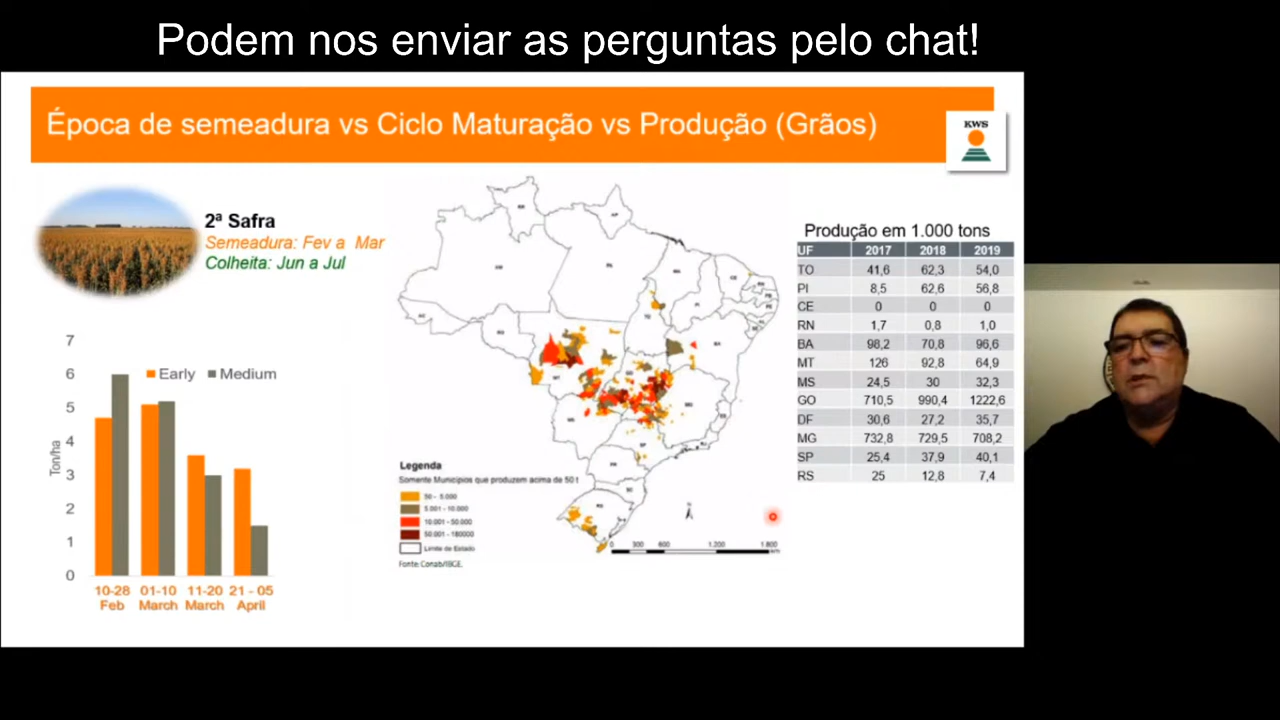 Podem nos enviar as perguntas pelo chat!
Época de semeadura vs Ciclo Maturação vs Produção (Grãos)
KWS
2ª Safra
Semeadura: Fev a Mar
Colheita: Jun a Jul
7
6
5
4
3
2
1
0
Ton/ha
Early Medium
10-28 Feb
01-10 March
11-20 March
21 - 05 April
Legenda
Somente Municípios que produzem acima de 50 t
50 - 5.000
5.001 - 10.000
10.001 - 50.000
50.001 - 180000
Limite de Estado
Fonte: Conab/IBGE.
N
0 300 600 1.200 1.800
km
Produção em 1.000 tons
UF 2017 2018 2019
TO 41,6 62,3 54,0
PI 8,5 62,6 56,8
CE 0 0 0
RN 1,7 0,8 1,0
BA 98,2 70,8 96,6
MT 126 92,8 64,9
MS 24,5 30 32,3
GO 710,5 990,4 1222,6
DF 30,6 27,2 35,7
MG 732,8 729,5 708,2
SP 25,4 37,9 40,1
RS 25 12,8 7,4